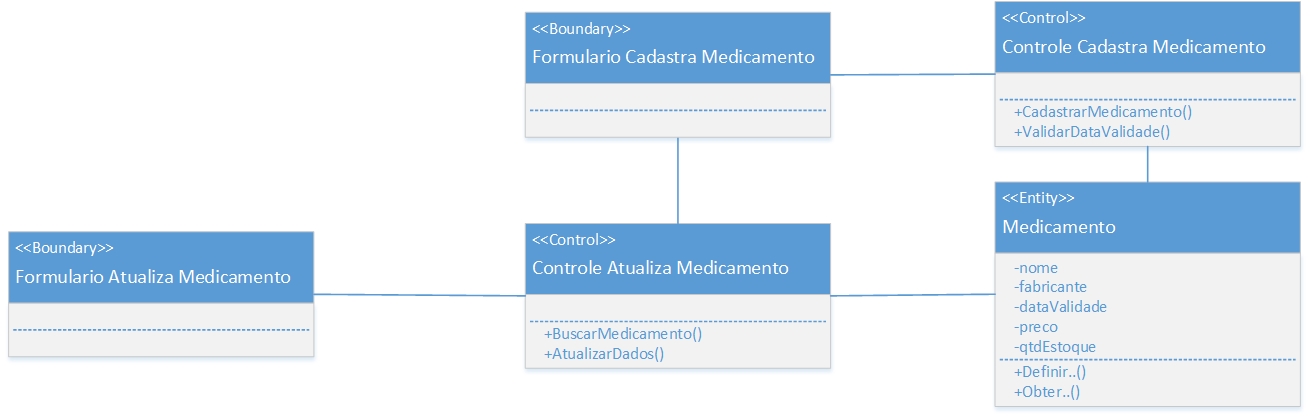 <<Boundary>>
Formulario Cadastra Medicamento
<<Control>>
Controle Cadastra Medicamento
+CadastrarMedicamento()
+ValidarDataValidade()
<<Boundary>>
Formulario Atualiza Medicamento
<<Control>>
Controle Atualiza Medicamento
+BuscarMedicamento()
+AtualizarDados()
<<Entity>>
Medicamento
-nome
-fabricante
-dataValidade
-preco
-qtdEstoque
+Definir..()
+Obter..()